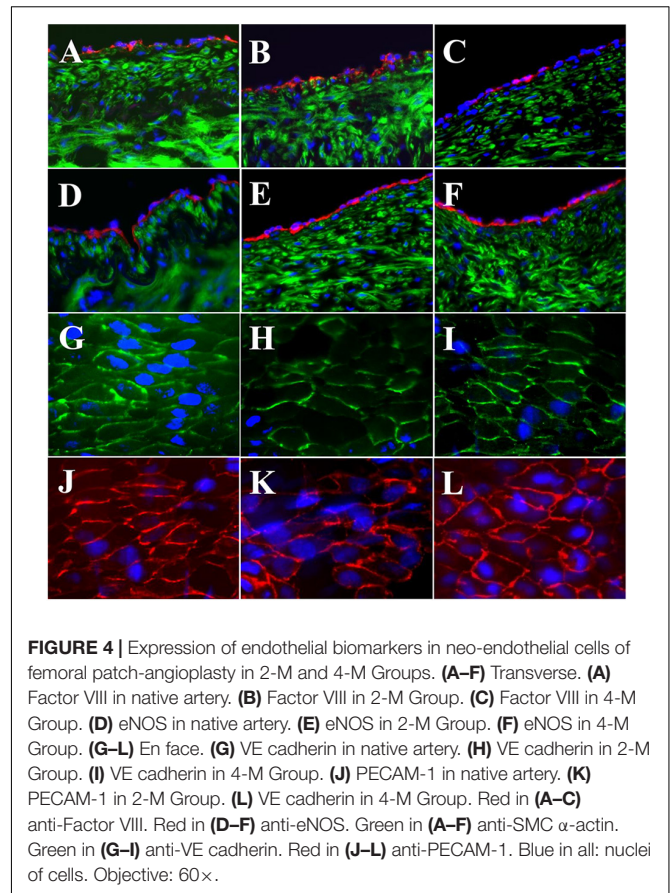 A B C
D E F
G H I
J K L
FIGURE 4 | Expression of endothelial biomarkers in neo-endothelial cells of
femoral patch-angioplasty in 2-M and 4-M Groups. (A–F) Transverse. (A)
Factor VIII in native artery. (B) Factor VIII in 2-M Group. (C) Factor VIII in 4-M
Group. (D) eNOS in native artery. (E) eNOS in 2-M Group. (F) eNOS in 4-M
Group. (G–L) En face. (G) VE cadherin in native artery. (H) VE cadherin in 2-M
Group. (I) VE cadherin in 4-M Group. (J) PECAM-1 in native artery. (K)
PECAM-1 in 2-M Group. (L) VE cadherin in 4-M Group. Red in (A–C)
anti-Factor VIII. Red in (D–F) anti-eNOS. Green in (A–F) anti-SMC α-actin.
Green in (G–I) anti-VE cadherin. Red in (J–L) anti-PECAM-1. Blue in all: nuclei
of cells. Objective: 60×.